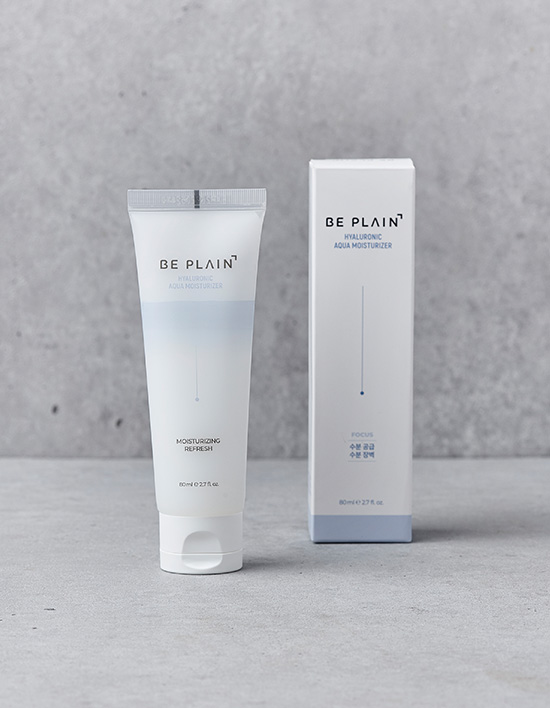 BE PLAIN
HYALURONIC
AQUA MOISTURIZER
MOISTURIZING
REFRESH
80ml ℮ 2.7 fl. oz.
BE PLAIN
HYALURONIC
AQUA MOISTURIZER
FOCUS
수분 공급
수분 장벽
80ml ℮ 2.7 fl. oz.